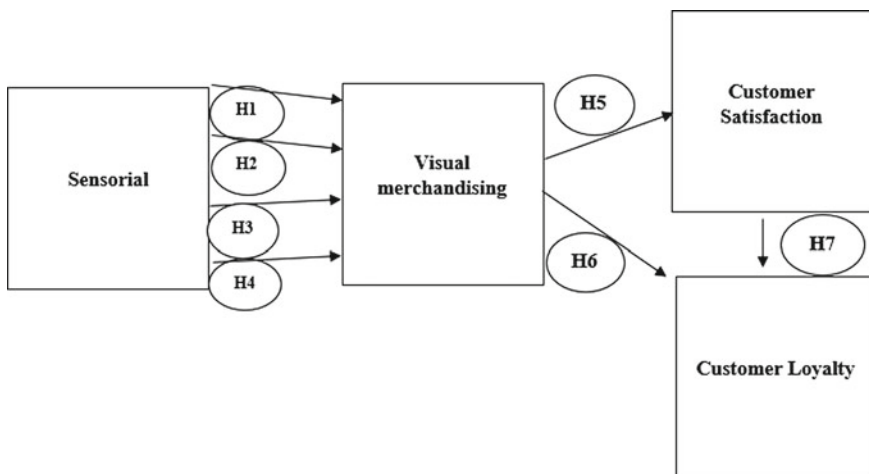 Sensorial
H1
H2
H3
H4
Visual
merchandising
H5
H6
Customer
Satisfaction
H7
Customer Loyalty